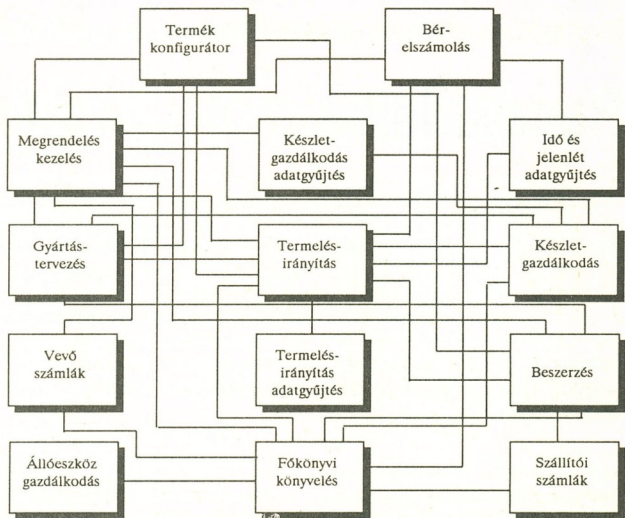 Termék
konfigurátor
Bér-
elszámolás
Megrendelés
kezelés
Készlet-
gazdálkodás
adatgyűjtés
Idő és
jelenlét
adatgyűjtés
Gyártás-
tervezés
Termelés-
irányítás
Készlet-
gazdálkodás
Vevő
számlák
Termelés-
irányítás
adatgyűjtés
Beszerzés
Állóeszköz
gazdálkodás
Főkönyvi
könyvelés
Szállítói
számlák